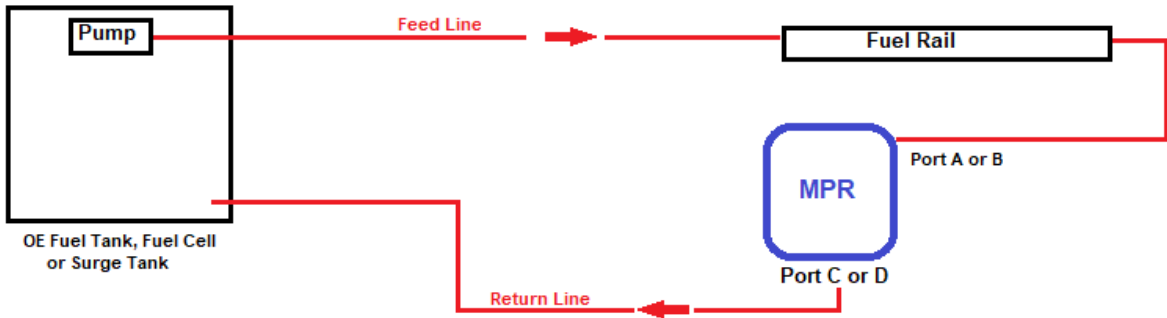 Pump
Feed Line
Fuel Rail
Port A or B
MPR
OE Fuel Tank, Fuel Cell
or Surge Tank
Port C or D
Return Line